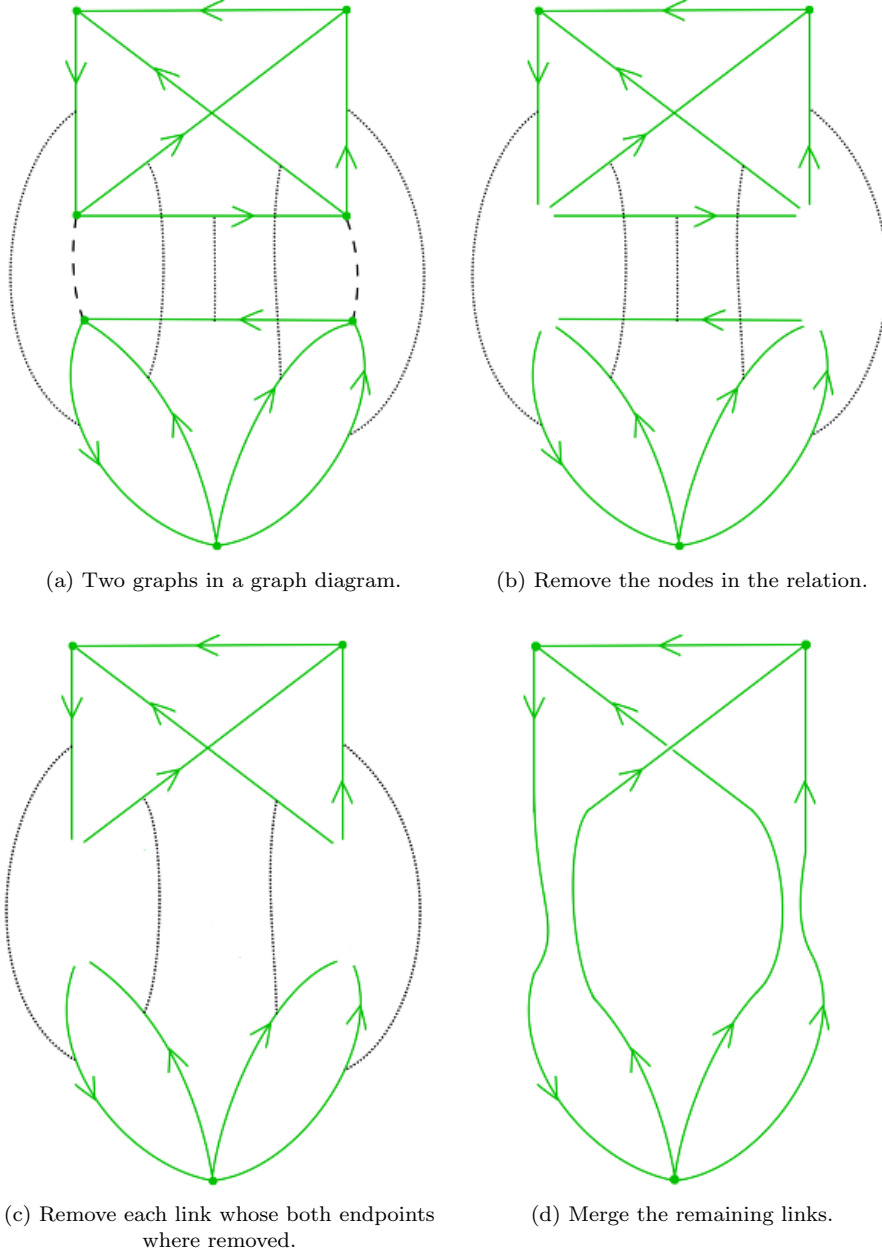 (a) Two graphs in a graph diagram.
(b) Remove the nodes in the relation.
(c) Remove each link whose both endpoints
where removed.
(d) Merge the remaining links.